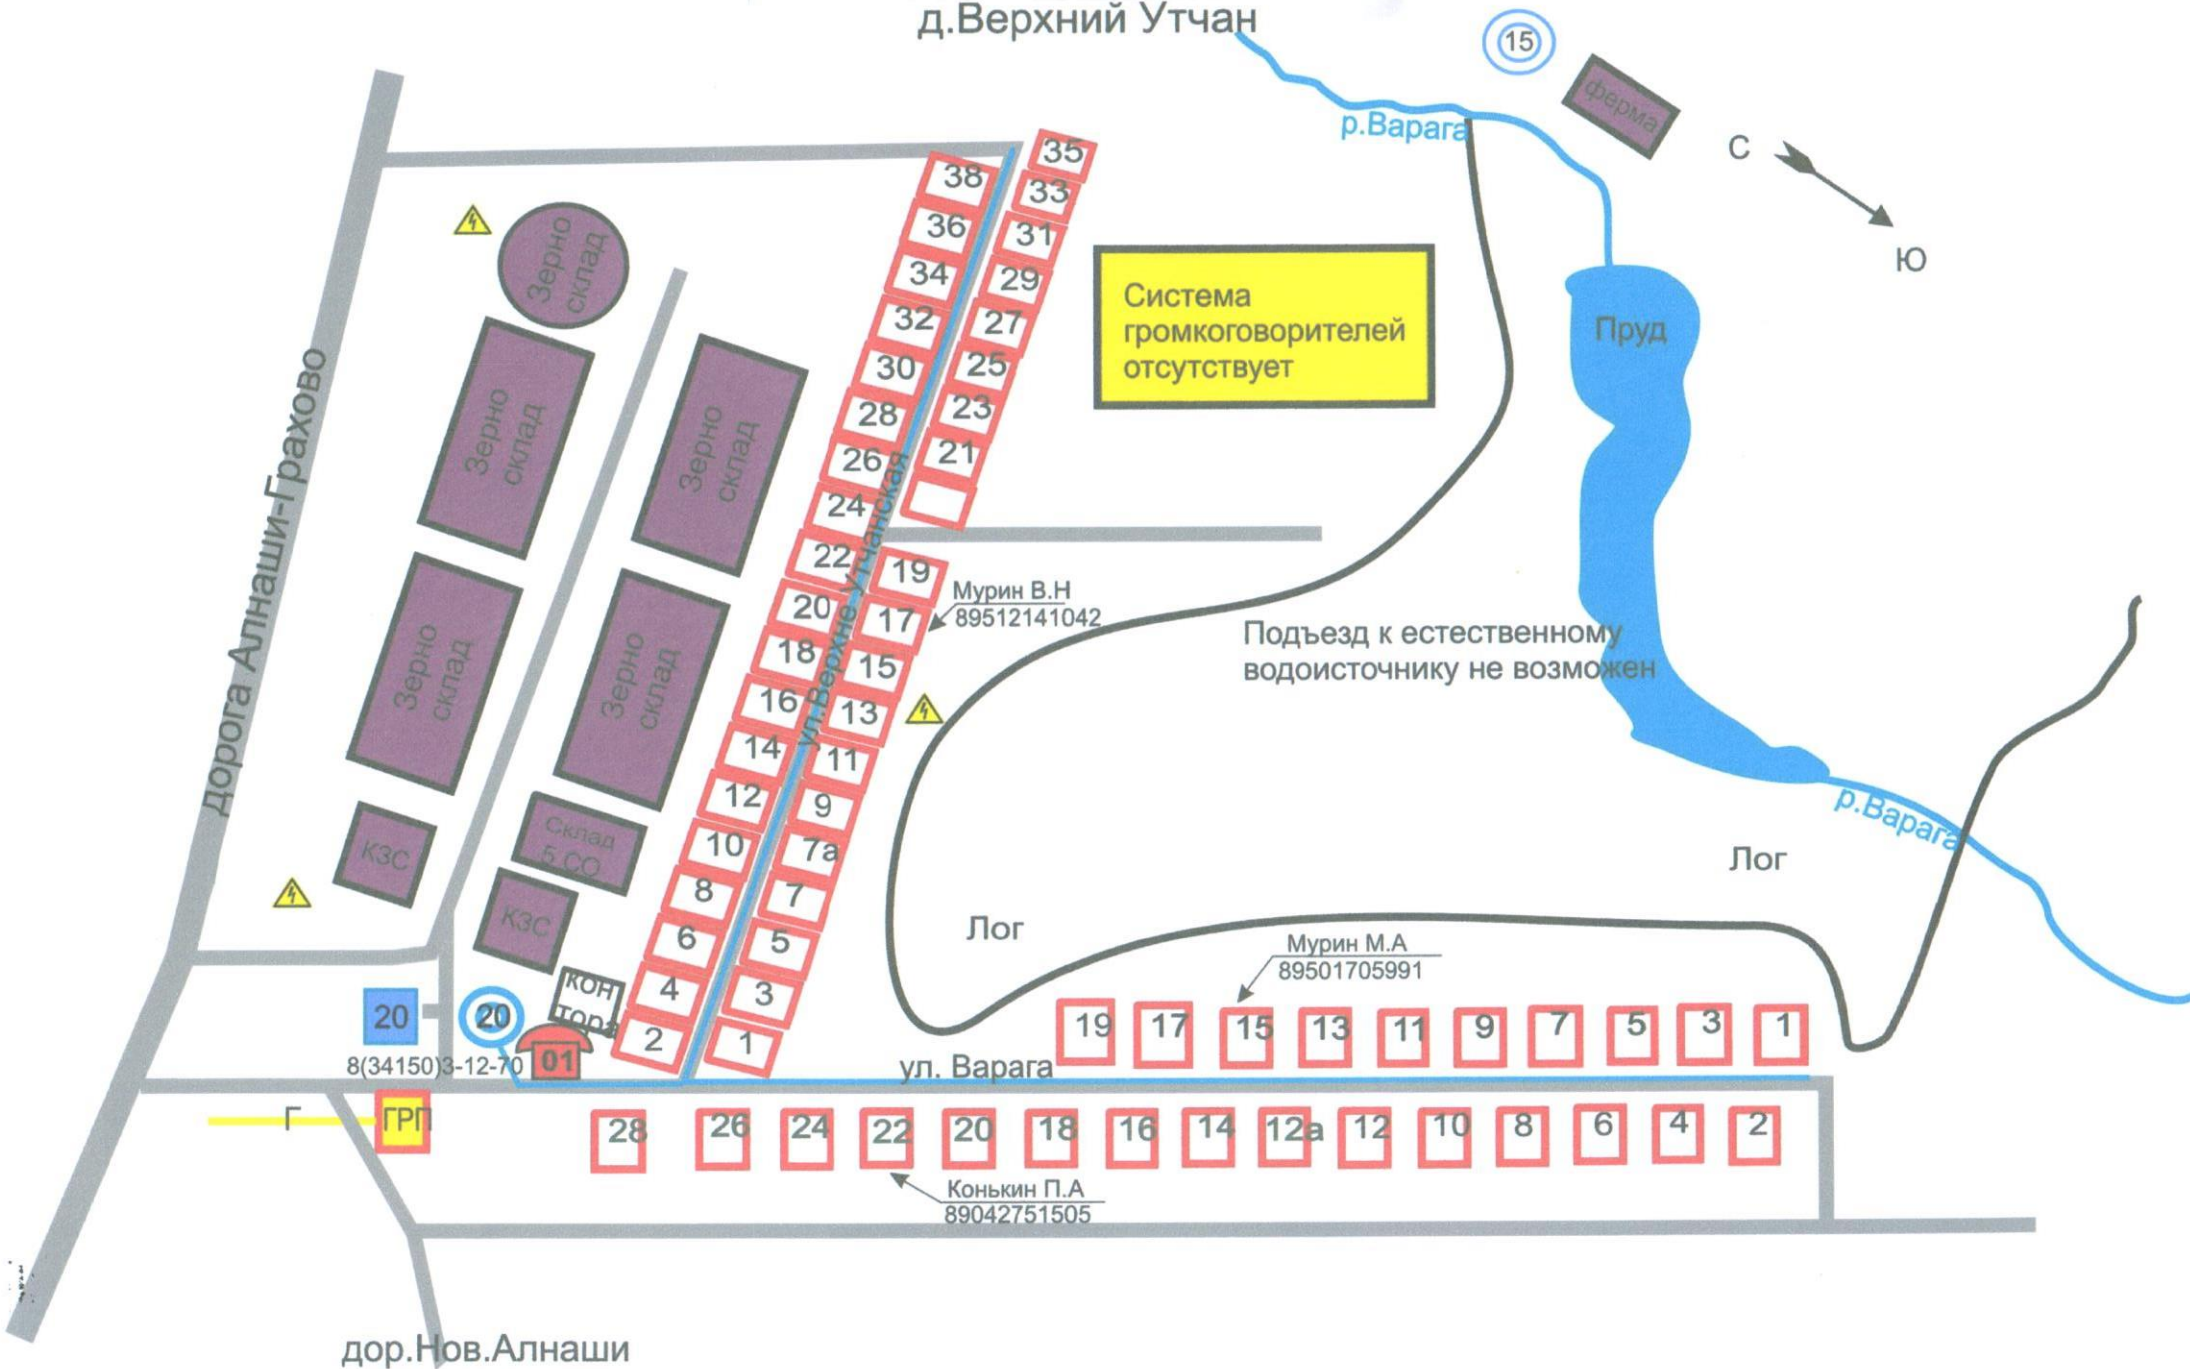 д.Верхний Утчан
15
ферма
р.Варага
С
Ю
дорога Алнаши-Грахово
Зерно
склад
Зерно
склад
Зерно
склад
Зерно
склад
Зерно
склад
КЗС
Склад
5.СО
КЗС
кон
тора
38
36
34
32
30
28
26
24
22
20
18
16
14
12
10
8
6
4
2
ул.Верхне Утчанская
35
33
31
29
27
25
23
21
19
17
15
13
11
9
7а
7
5
3
1
Мурин В.Н
89512141042
Система
громкоговорителей
отсутствует
Пруд
Подъезд к естественному
водоисточнику не возможен
р.Варага
Лог
Лог
Мурин М.А
89501705991
20
20
01
8(34150)3-12-70
ул. Варага
19 17 15 13 11 9 7 5 3 1
Г
ГРП
28 26 24 22 20 18 16 14 12а 12 10 8 6 4 2
Конькин П.А
89042751505
дор.Нов.Алнаши